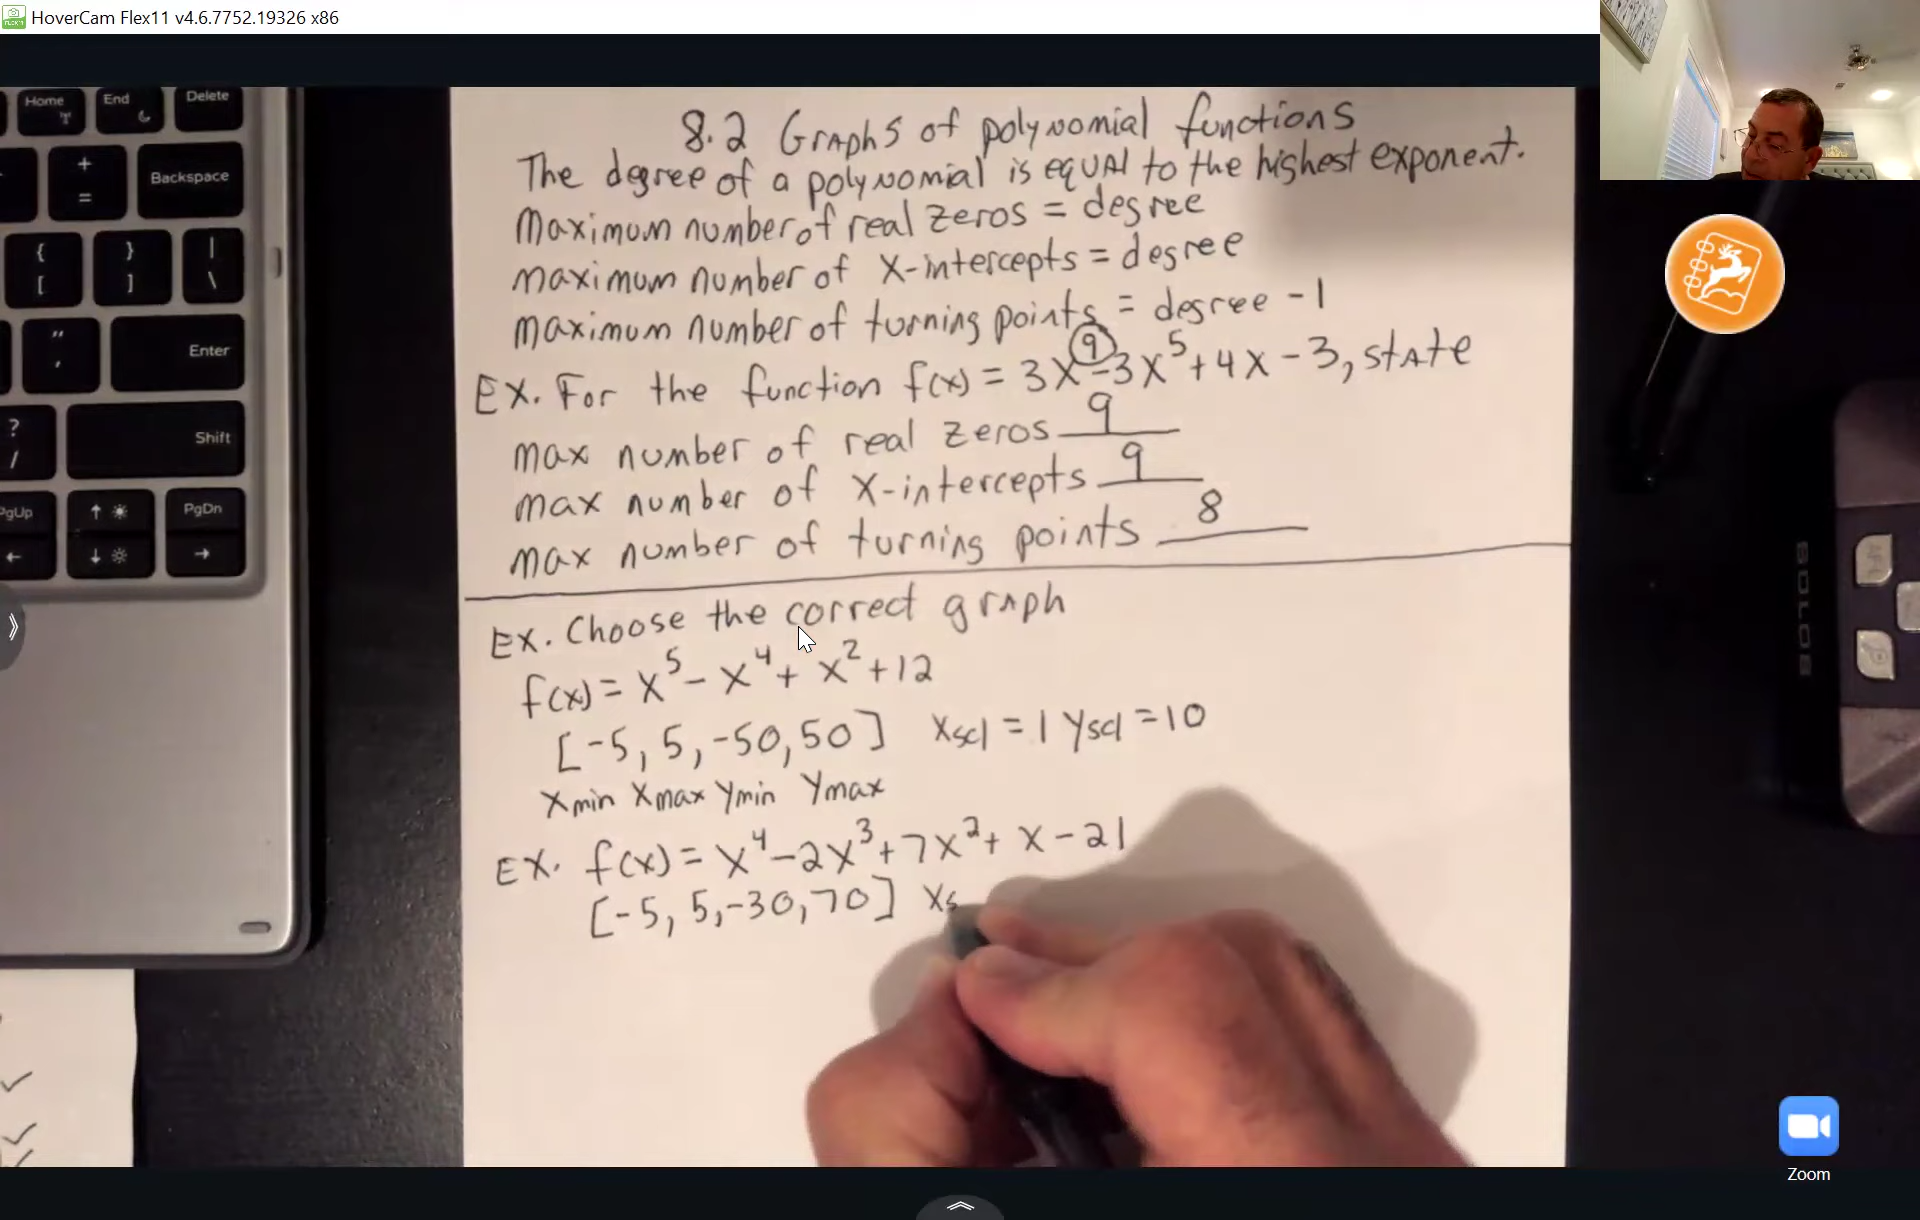 HoverCam Flex11 v4.6.7752.19326 x86
8.2 Graphs of polynomial functions
The degree of a polynomial is equal to the highest exponent.
Maximum number of real zeros = degree
maximum number of x-intercepts = degree
maximum number of turning points = degree -1
Ex. For the function f(x) = 3x⁹-3x⁵+4x-3, state
max number of real zeros 9
max number of x-intercepts 9
max number of turning points 8
Ex. Choose the correct graph
f(x) = x⁵-x⁴+x²+12
[-5, 5, -50, 50] Xscl = 1 Yscl = 10
Xmin Xmax Ymin Ymax
Ex. f(x) = x⁴-2x³+7x²+x-21
[-5, 5, -30, 70] Xs
Home End Delete
+ = Backspace
{ [ } ] | \
" ' Enter
? / Shift
PgUp ↑ PgDn
← ↓ →
SOLOS
Zoom